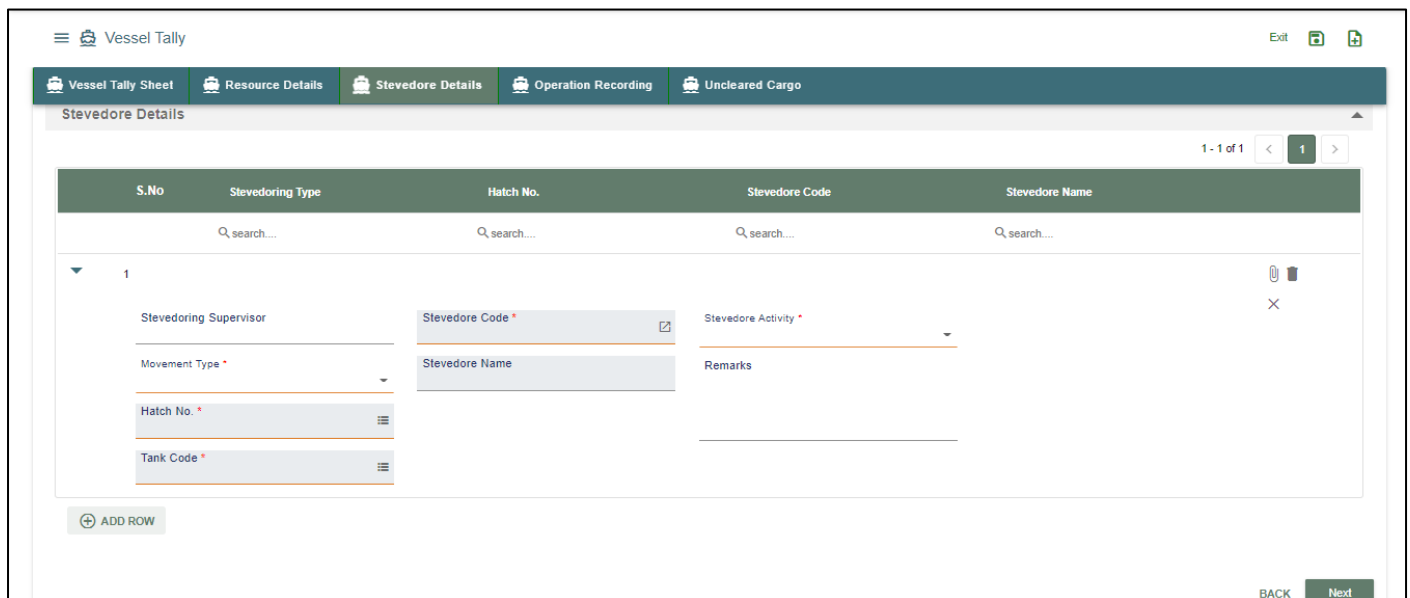 Vessel Tally
Exit
Vessel Tally Sheet Resource Details Stevedore Details Operation Recording Uncleared Cargo
Stevedore Details
1 - 1 of 1 < 1 >
S.No Stevedoring Type Hatch No. Stevedore Code Stevedore Name
search.... search.... search.... search....
1
Stevedoring Supervisor Stevedore Code * Stevedore Activity *
Movement Type * Stevedore Name Remarks
Hatch No. *
Tank Code *
ADD ROW
BACK Next